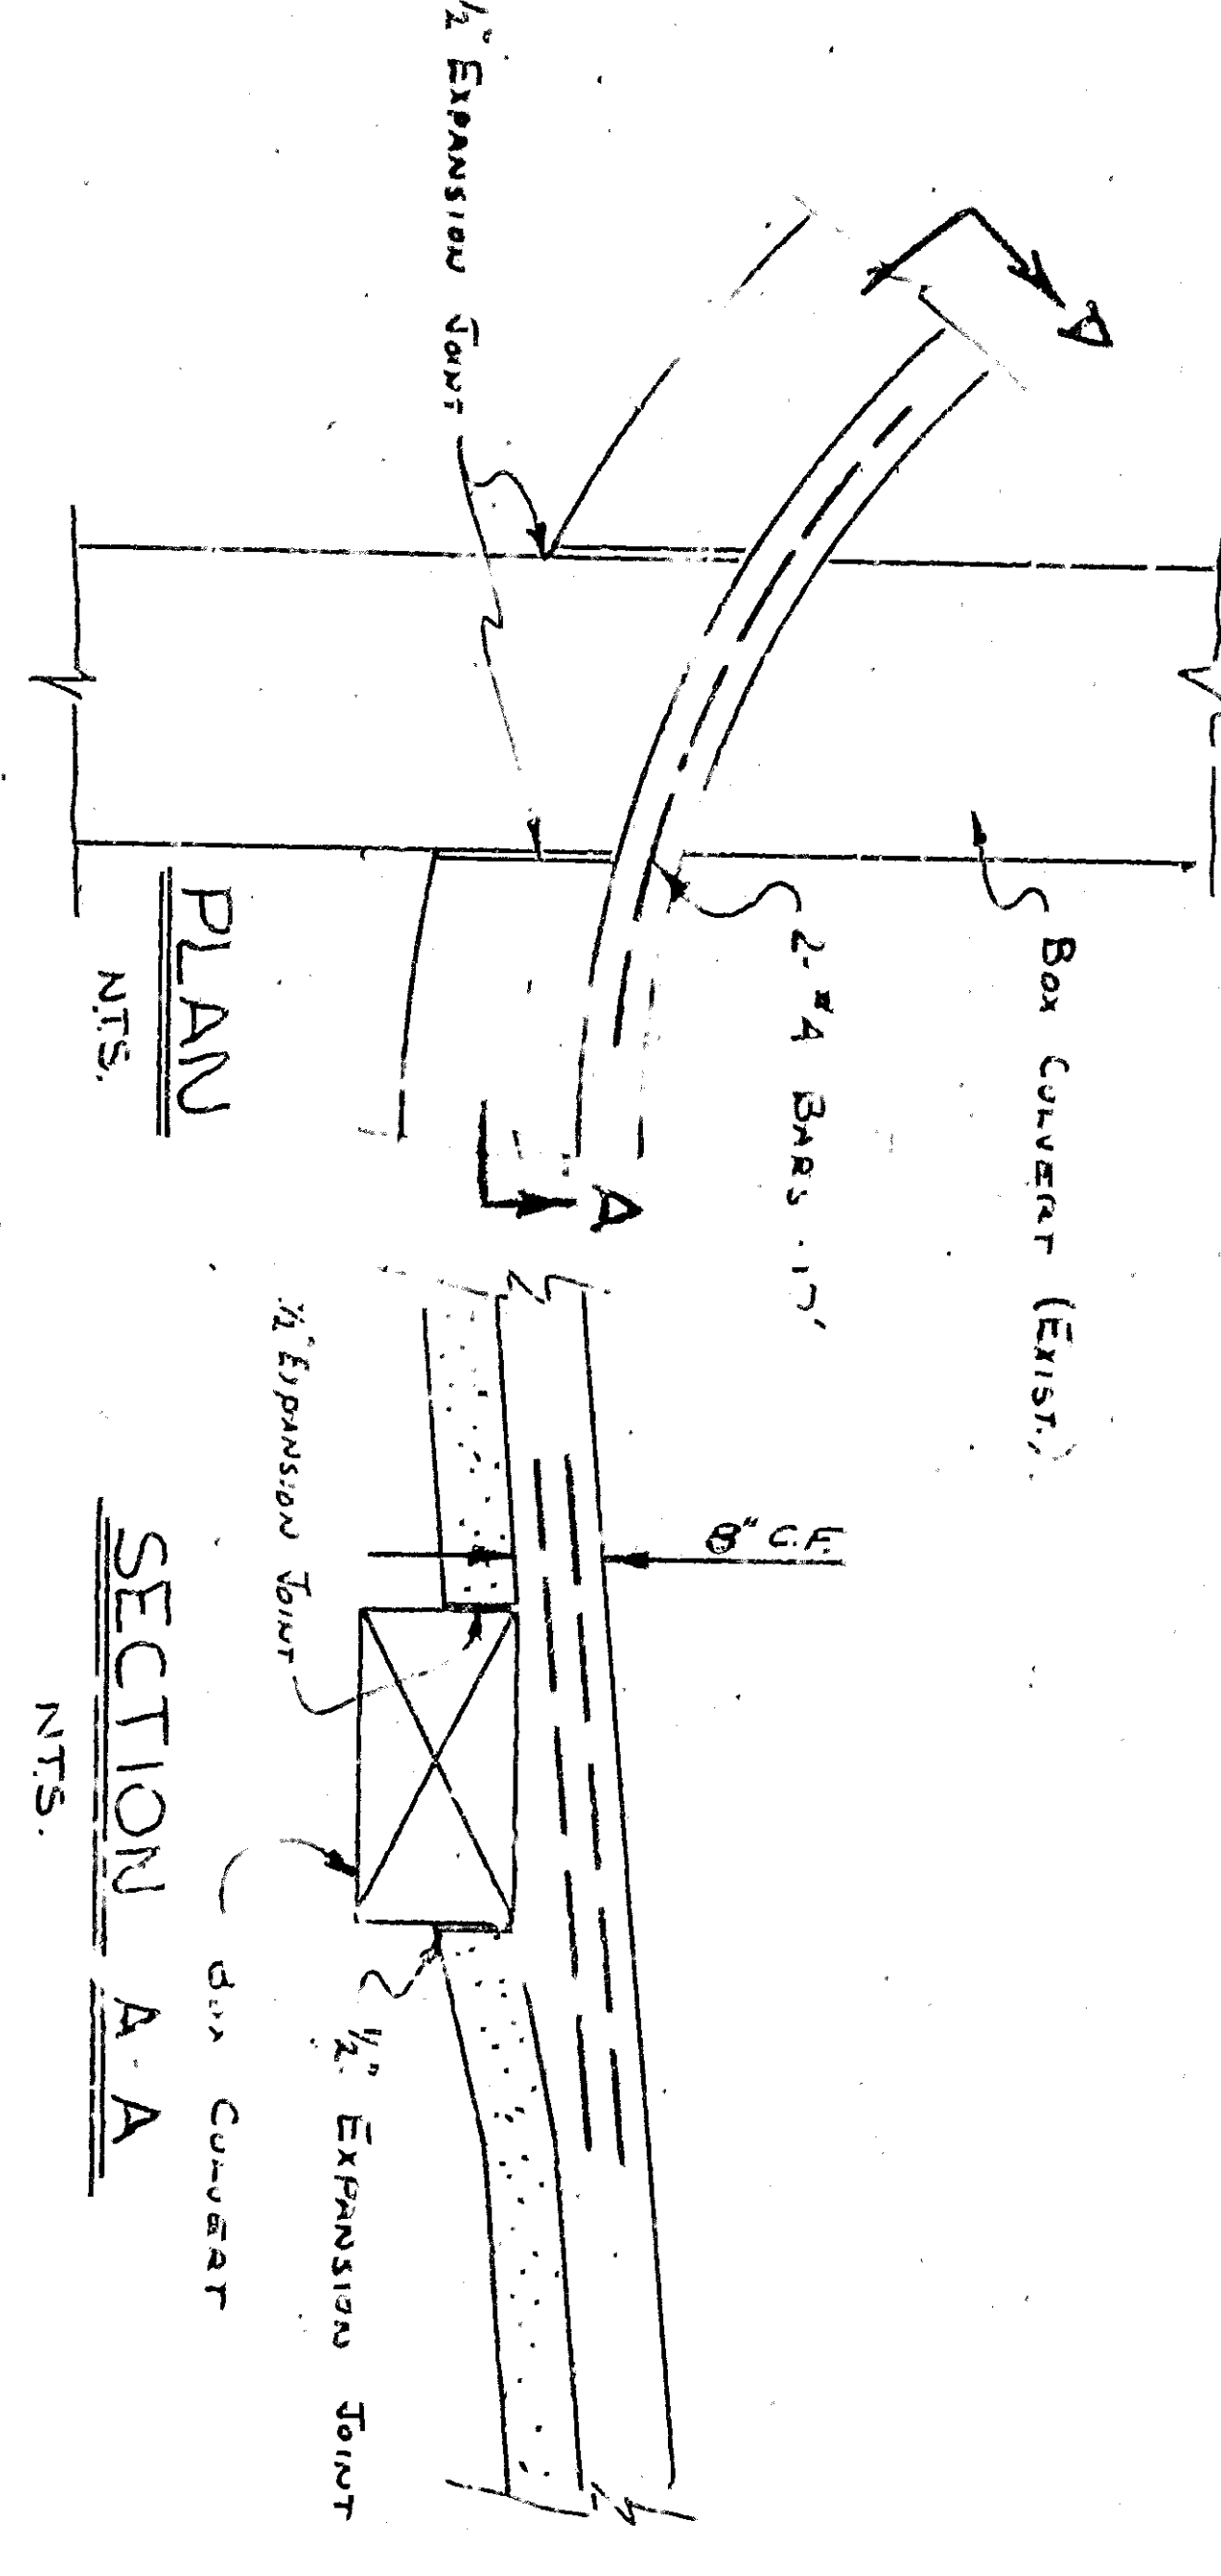 ½" EXPANSION JOINT
A
BOX CULVERT (EXIST.)
2-#4 BARS · 17'
A
PLAN
N.T.S.
8" C.F.
½" EXPANSION JOINT
½" EXPANSION JOINT
BOX CULVERT
SECTION A-A
N.T.S.